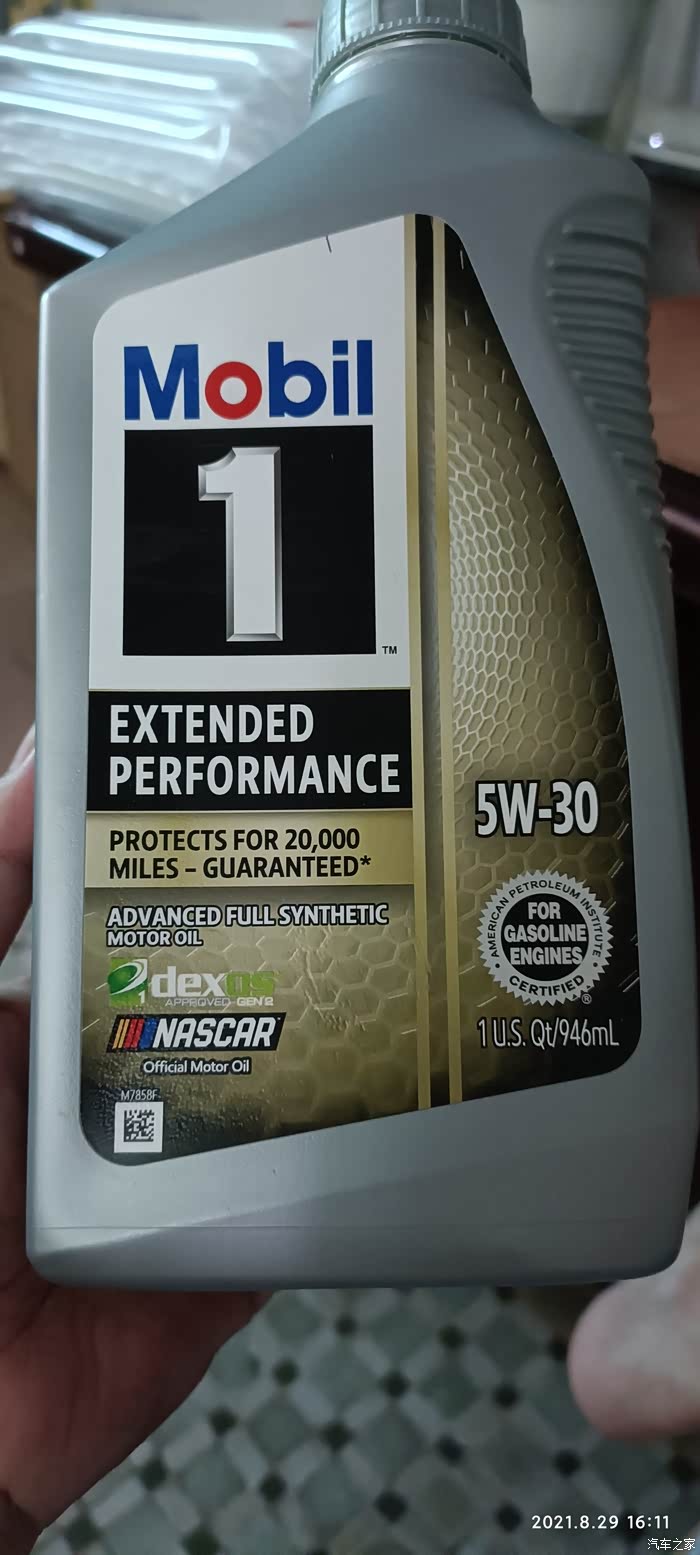 Mobil
1
TM
EXTENDED
PERFORMANCE
PROTECTS FOR 20,000
MILES – GUARANTEED*
ADVANCED FULL SYNTHETIC
MOTOR OIL
1 dexos
APPROVED GEN 2
NASCAR
Official Motor Oil
M7858F
5W-30
AMERICAN PETROLEUM INSTITUTE
FOR
GASOLINE
ENGINES
CERTIFIED
®
1 U.S. Qt/946mL
2021.8.29 16:11
汽车之家